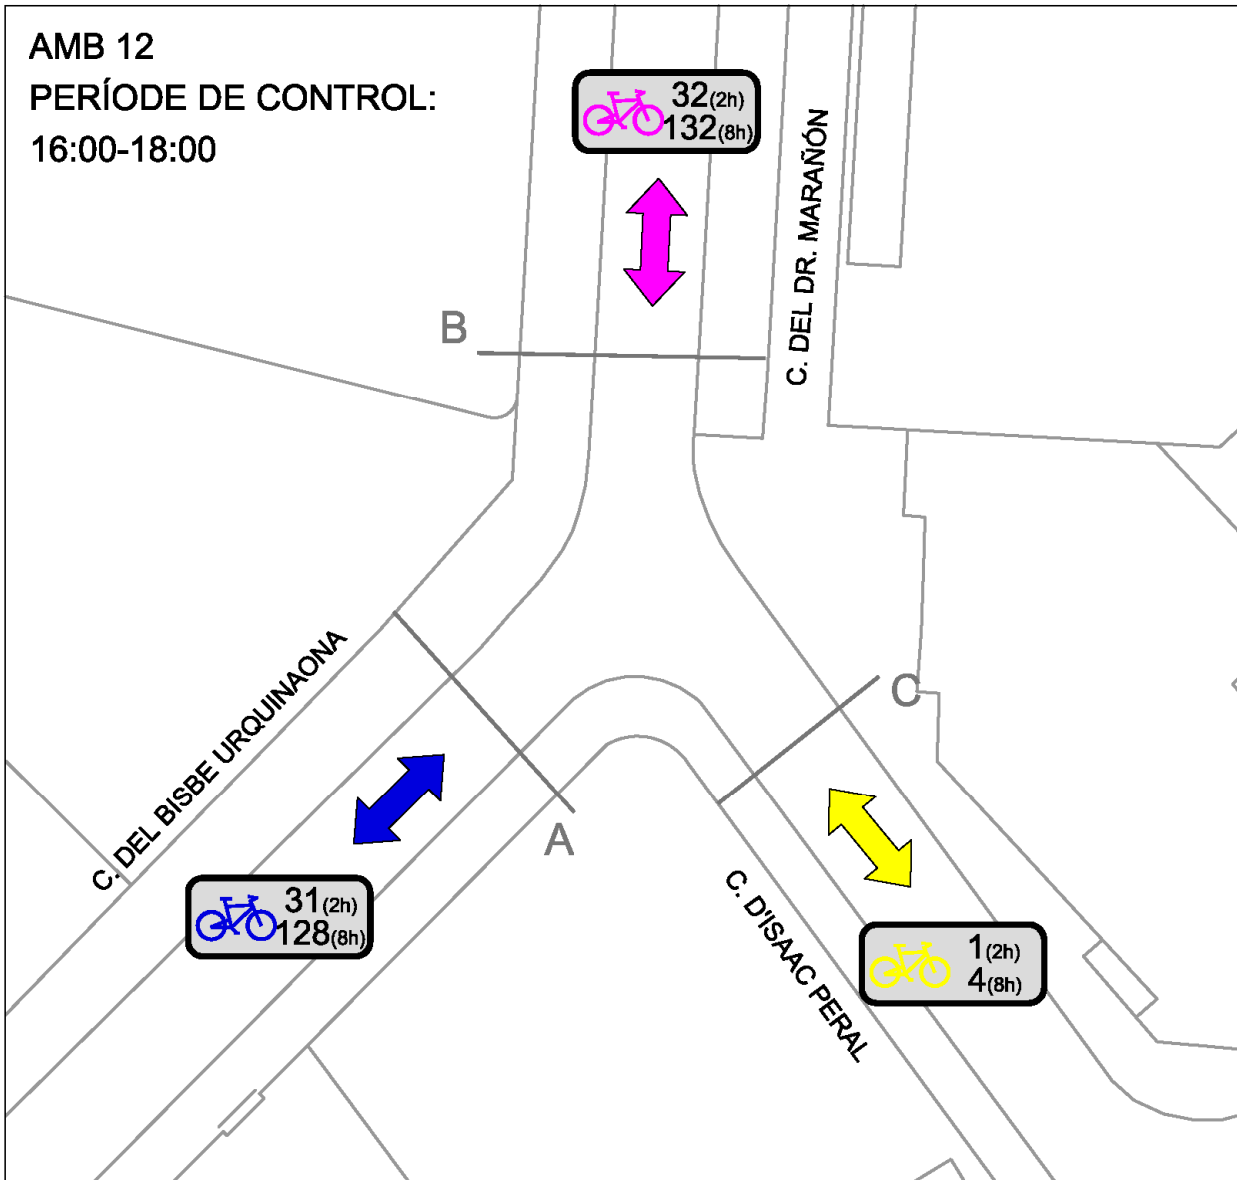 AMB 12
PERÍODE DE CONTROL:
16:00-18:00
32(2h)
132(8h)
C. DEL DR. MARAÑÓN
B
C. DEL BISBE URQUINAONA
A
C
31(2h)
128(8h)
C. D'ISAAC PERAL
1(2h)
4(8h)